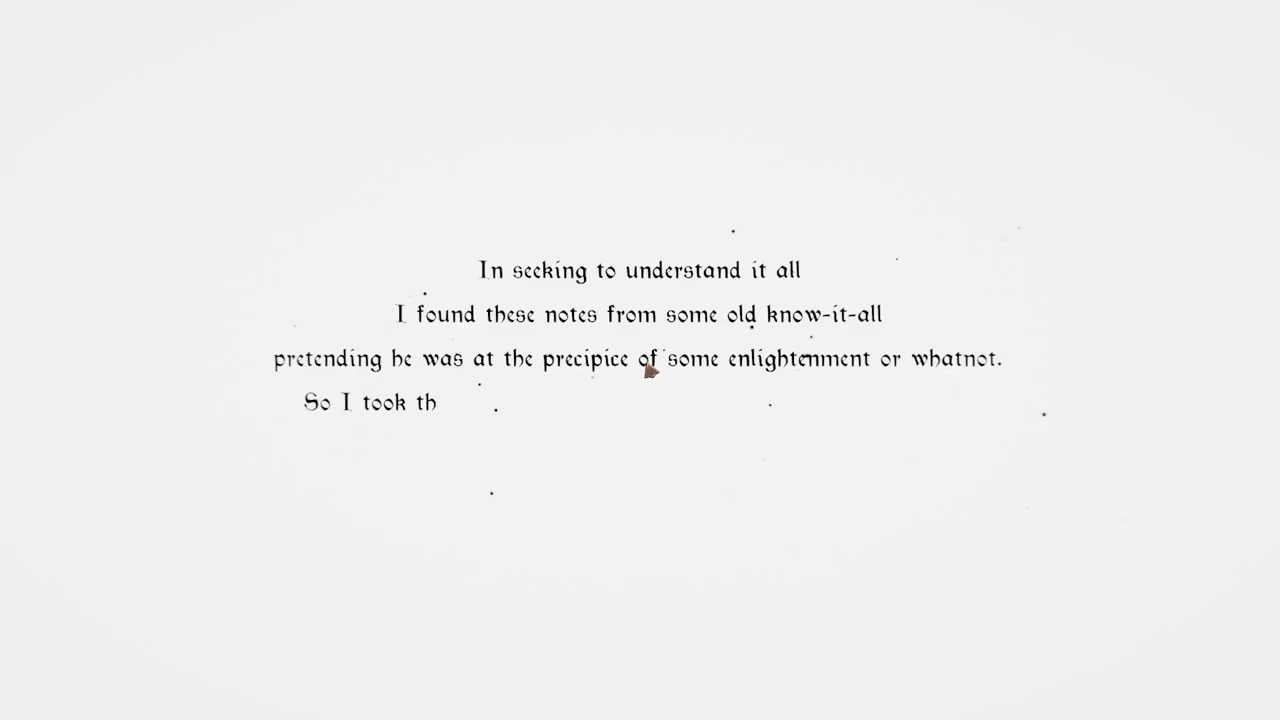 In seeking to understand it all
I found these notes from some old know-it-all
pretending he was at the precipice of some enlightenment or whatnot.
So I took th